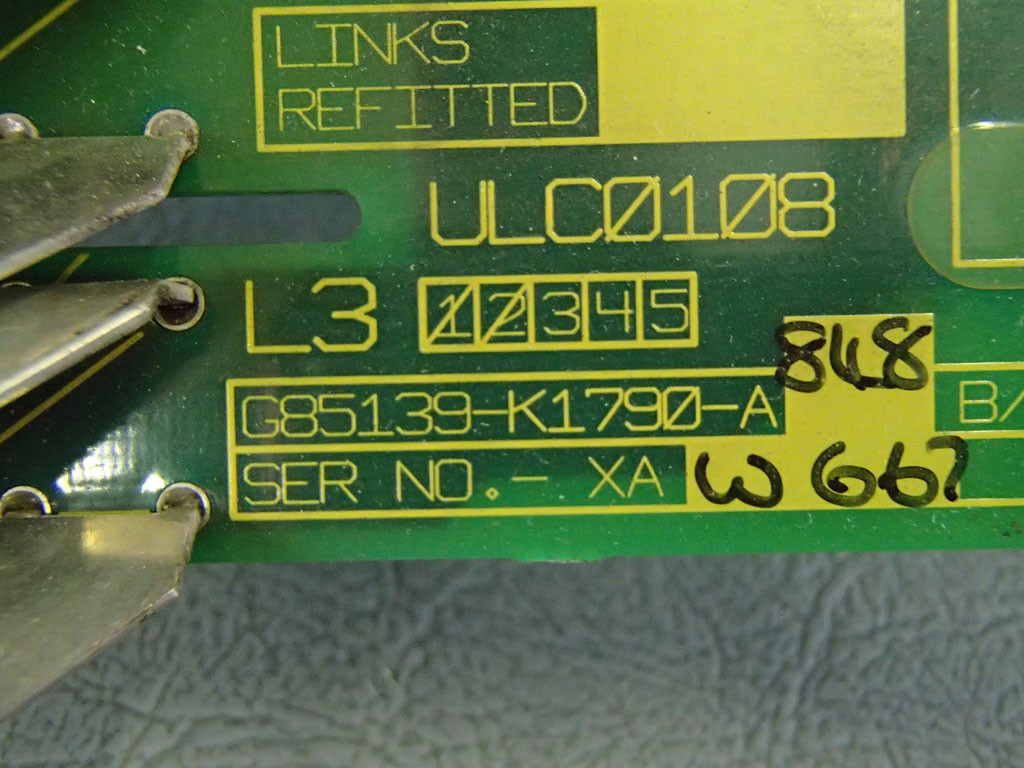 LINKS
REFITTED
ULC0108
L3 12345
G85139-K1790-A 848 B/
SER NO.- XA W 667